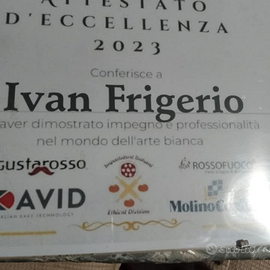 ATTESTATO
D'ECCELLENZA
2023
Conferisce a
Ivan Frigerio
aver dimostrato impegno e professionalità
nel mondo dell'arte bianca
gustarosso
ROSSOFUOCO
AVID
Ethical Division
Molino